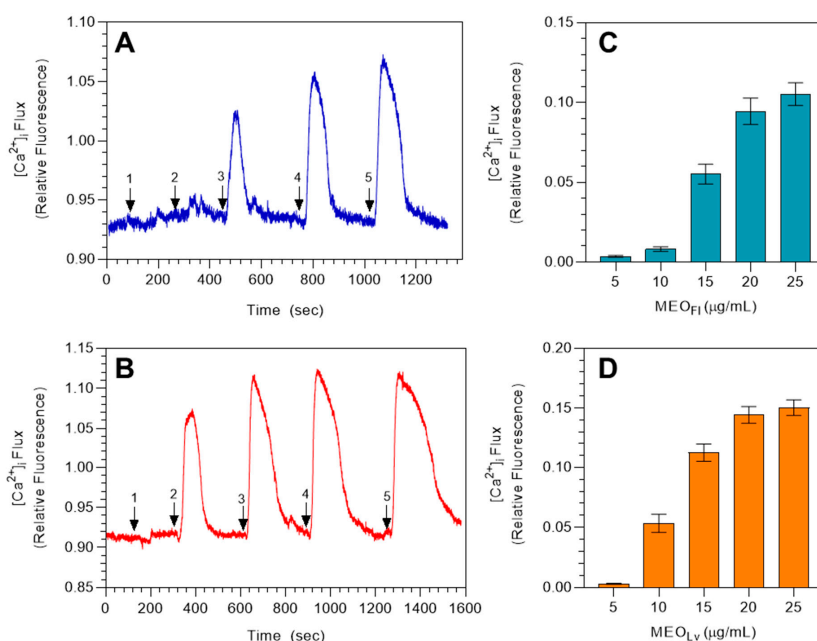 A
[Ca2+]i Flux
(Relative Fluorescence)
1.10
1.05
1.00
0.95
0.90
1
2
3
4
5
0 200 400 600 800 1000 1200
Time (sec)
C
[Ca2+]i Flux
(Relative Fluorescence)
0.15
0.10
0.05
0.00
5 10 15 20 25
MEOFl (μg/mL)
B
[Ca2+]i Flux
(Relative Fluorescence)
1.15
1.10
1.05
1.00
0.95
0.90
0.85
1
2
3
4
5
0 200 400 600 800 1000 1200 1400 1600
Time (sec)
D
[Ca2+]i Flux
(Relative Fluorescence)
0.20
0.15
0.10
0.05
0.00
5 10 15 20 25
MEOLv (μg/mL)